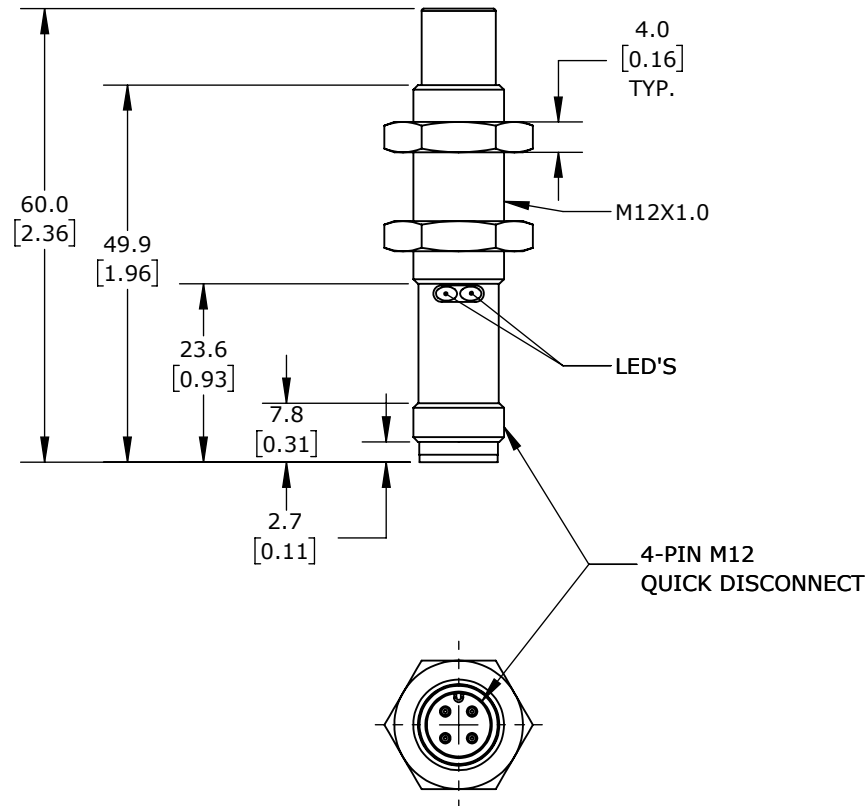 4.0
[0.16]
TYP.
60.0
[2.36]
M12X1.0
49.9
[1.96]
23.6
[0.93]
LED'S
7.8
[0.31]
2.7
[0.11]
4-PIN M12
QUICK DISCONNECT